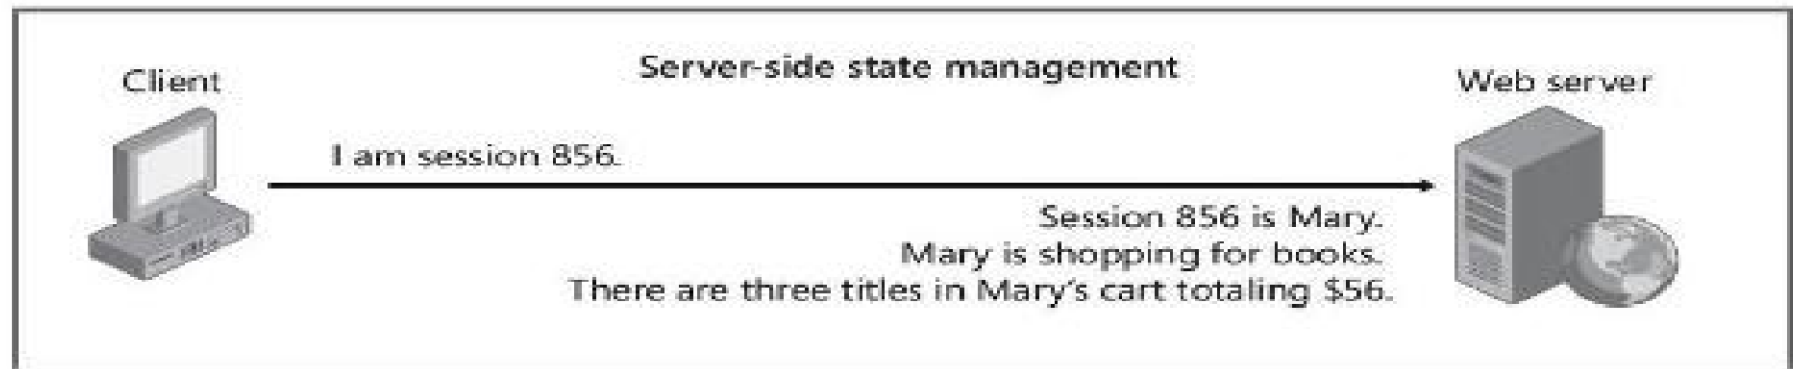 Server-side state management
Client
Web server
I am session 856.
Session 856 is Mary.
Mary is shopping for books.
There are three titles in Mary's cart totaling $56.